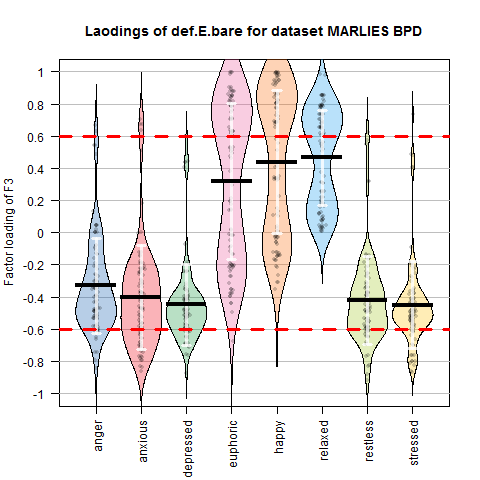 Laodings of def.E.bare for dataset MARLIES BPD
Factor loading of F3
1
0.8
0.6
0.4
0.2
0
-0.2
-0.4
-0.6
-0.8
-1
anger
anxious
depressed
euphoric
happy
relaxed
restless
stressed